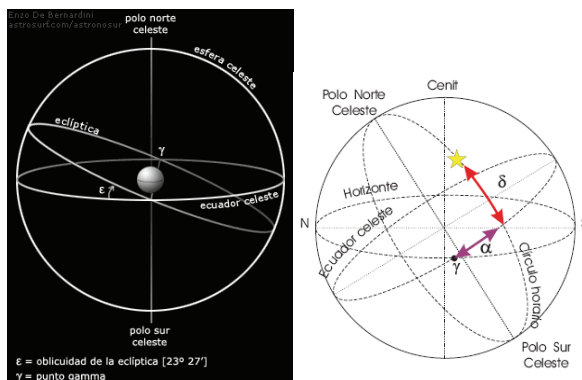 Enzo De Bernardini
astrosurf.com/astronosur
polo norte
celeste
esfera celeste
eclíptica
γ
ε
ecuador celeste
polo sur
celeste
ε = oblicuidad de la eclíptica [23º 27’]
γ = punto gamma
Cenit
Polo Norte
Celeste
δ
Horizonte
N
Ecuador celeste
α
γ
Círculo horario
Polo Sur
Celeste